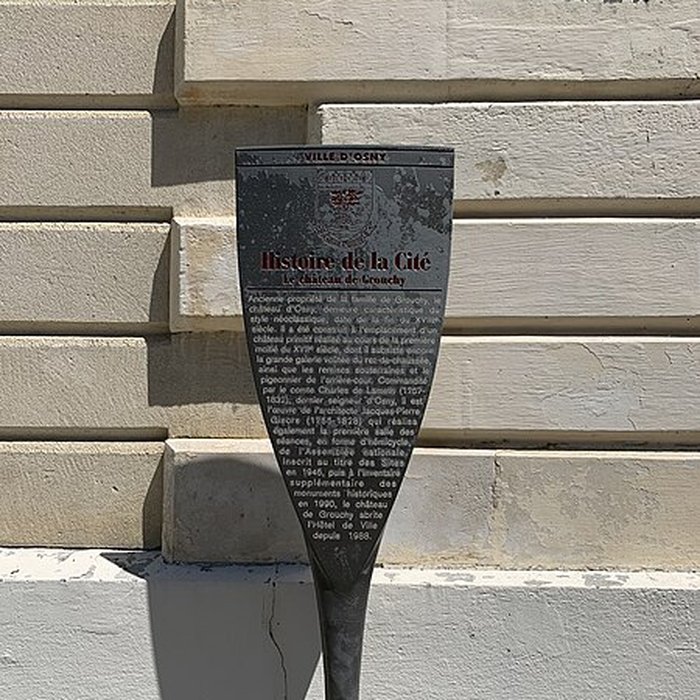 VILLE D'OSNY
Histoire de la Cité
Le château de Grouchy
Ancienne propriété de la famille de Grouchy, le
château d'Osny, demeure caractéristique du
style néoclassique, date de la fin du XVIIIe
siècle. Il a été construit à l'emplacement d'un
château primitif réalisé au cours de la première
moitié du XVIIe siècle, dont il subsiste encore
la grande galerie voûtée du rez-de-chaussée,
ainsi que les remises souterraines et le
pigeonnier de l'arrière-cour. Commandité
par le comte Charles de Lameth (1757-
1832), dernier seigneur d'Osny, il est
l'œuvre de l'architecte Jacques-Pierre
Gisors (1755-1828) qui réalisa
également la première salle des
séances, en forme d'hémicycle,
de l'Assemblée nationale.
Inscrit au titre des Sites
en 1946, puis à l'inventaire
supplémentaire des
monuments historiques
en 1990, le château
de Grouchy abrite
l'Hôtel de Ville
depuis 1988.